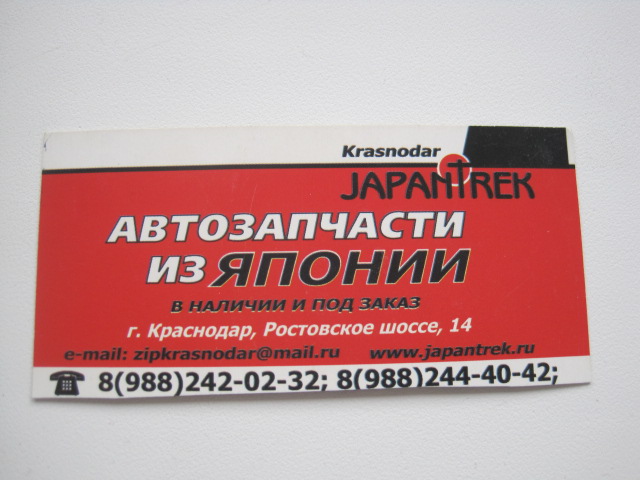 Krasnodar
JAPANTREK
АВТОЗАПЧАСТИ
ИЗ ЯПОНИИ
В НАЛИЧИИ И ПОД ЗАКАЗ
г. Краснодар, Ростовское шоссе, 14
e-mail: zipkrasnodar@mail.ru www.japantrek.ru
8(988)242-02-32; 8(988)244-40-42;